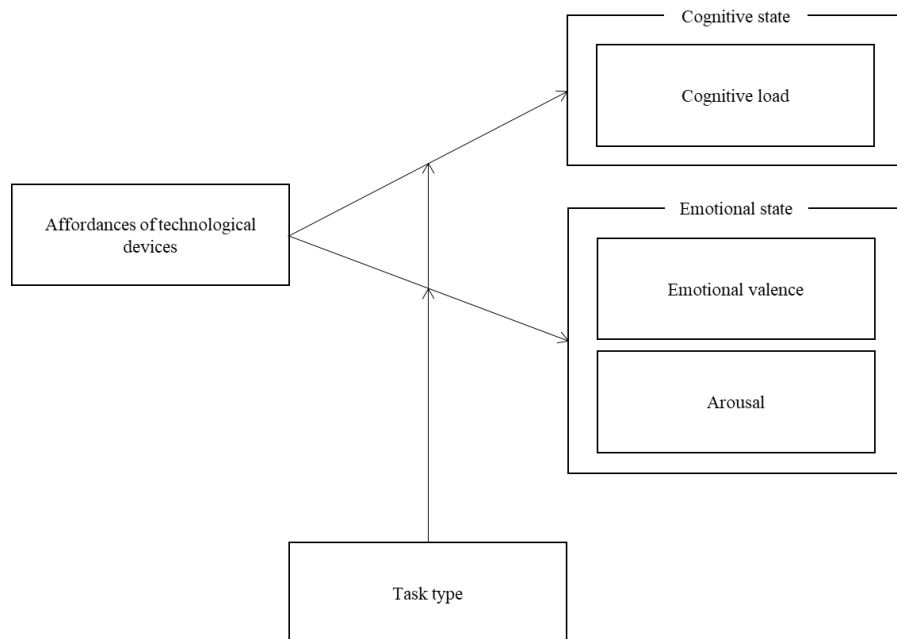 Cognitive state
Cognitive load
Affordances of technological
devices
Emotional state
Emotional valence
Arousal
Task type